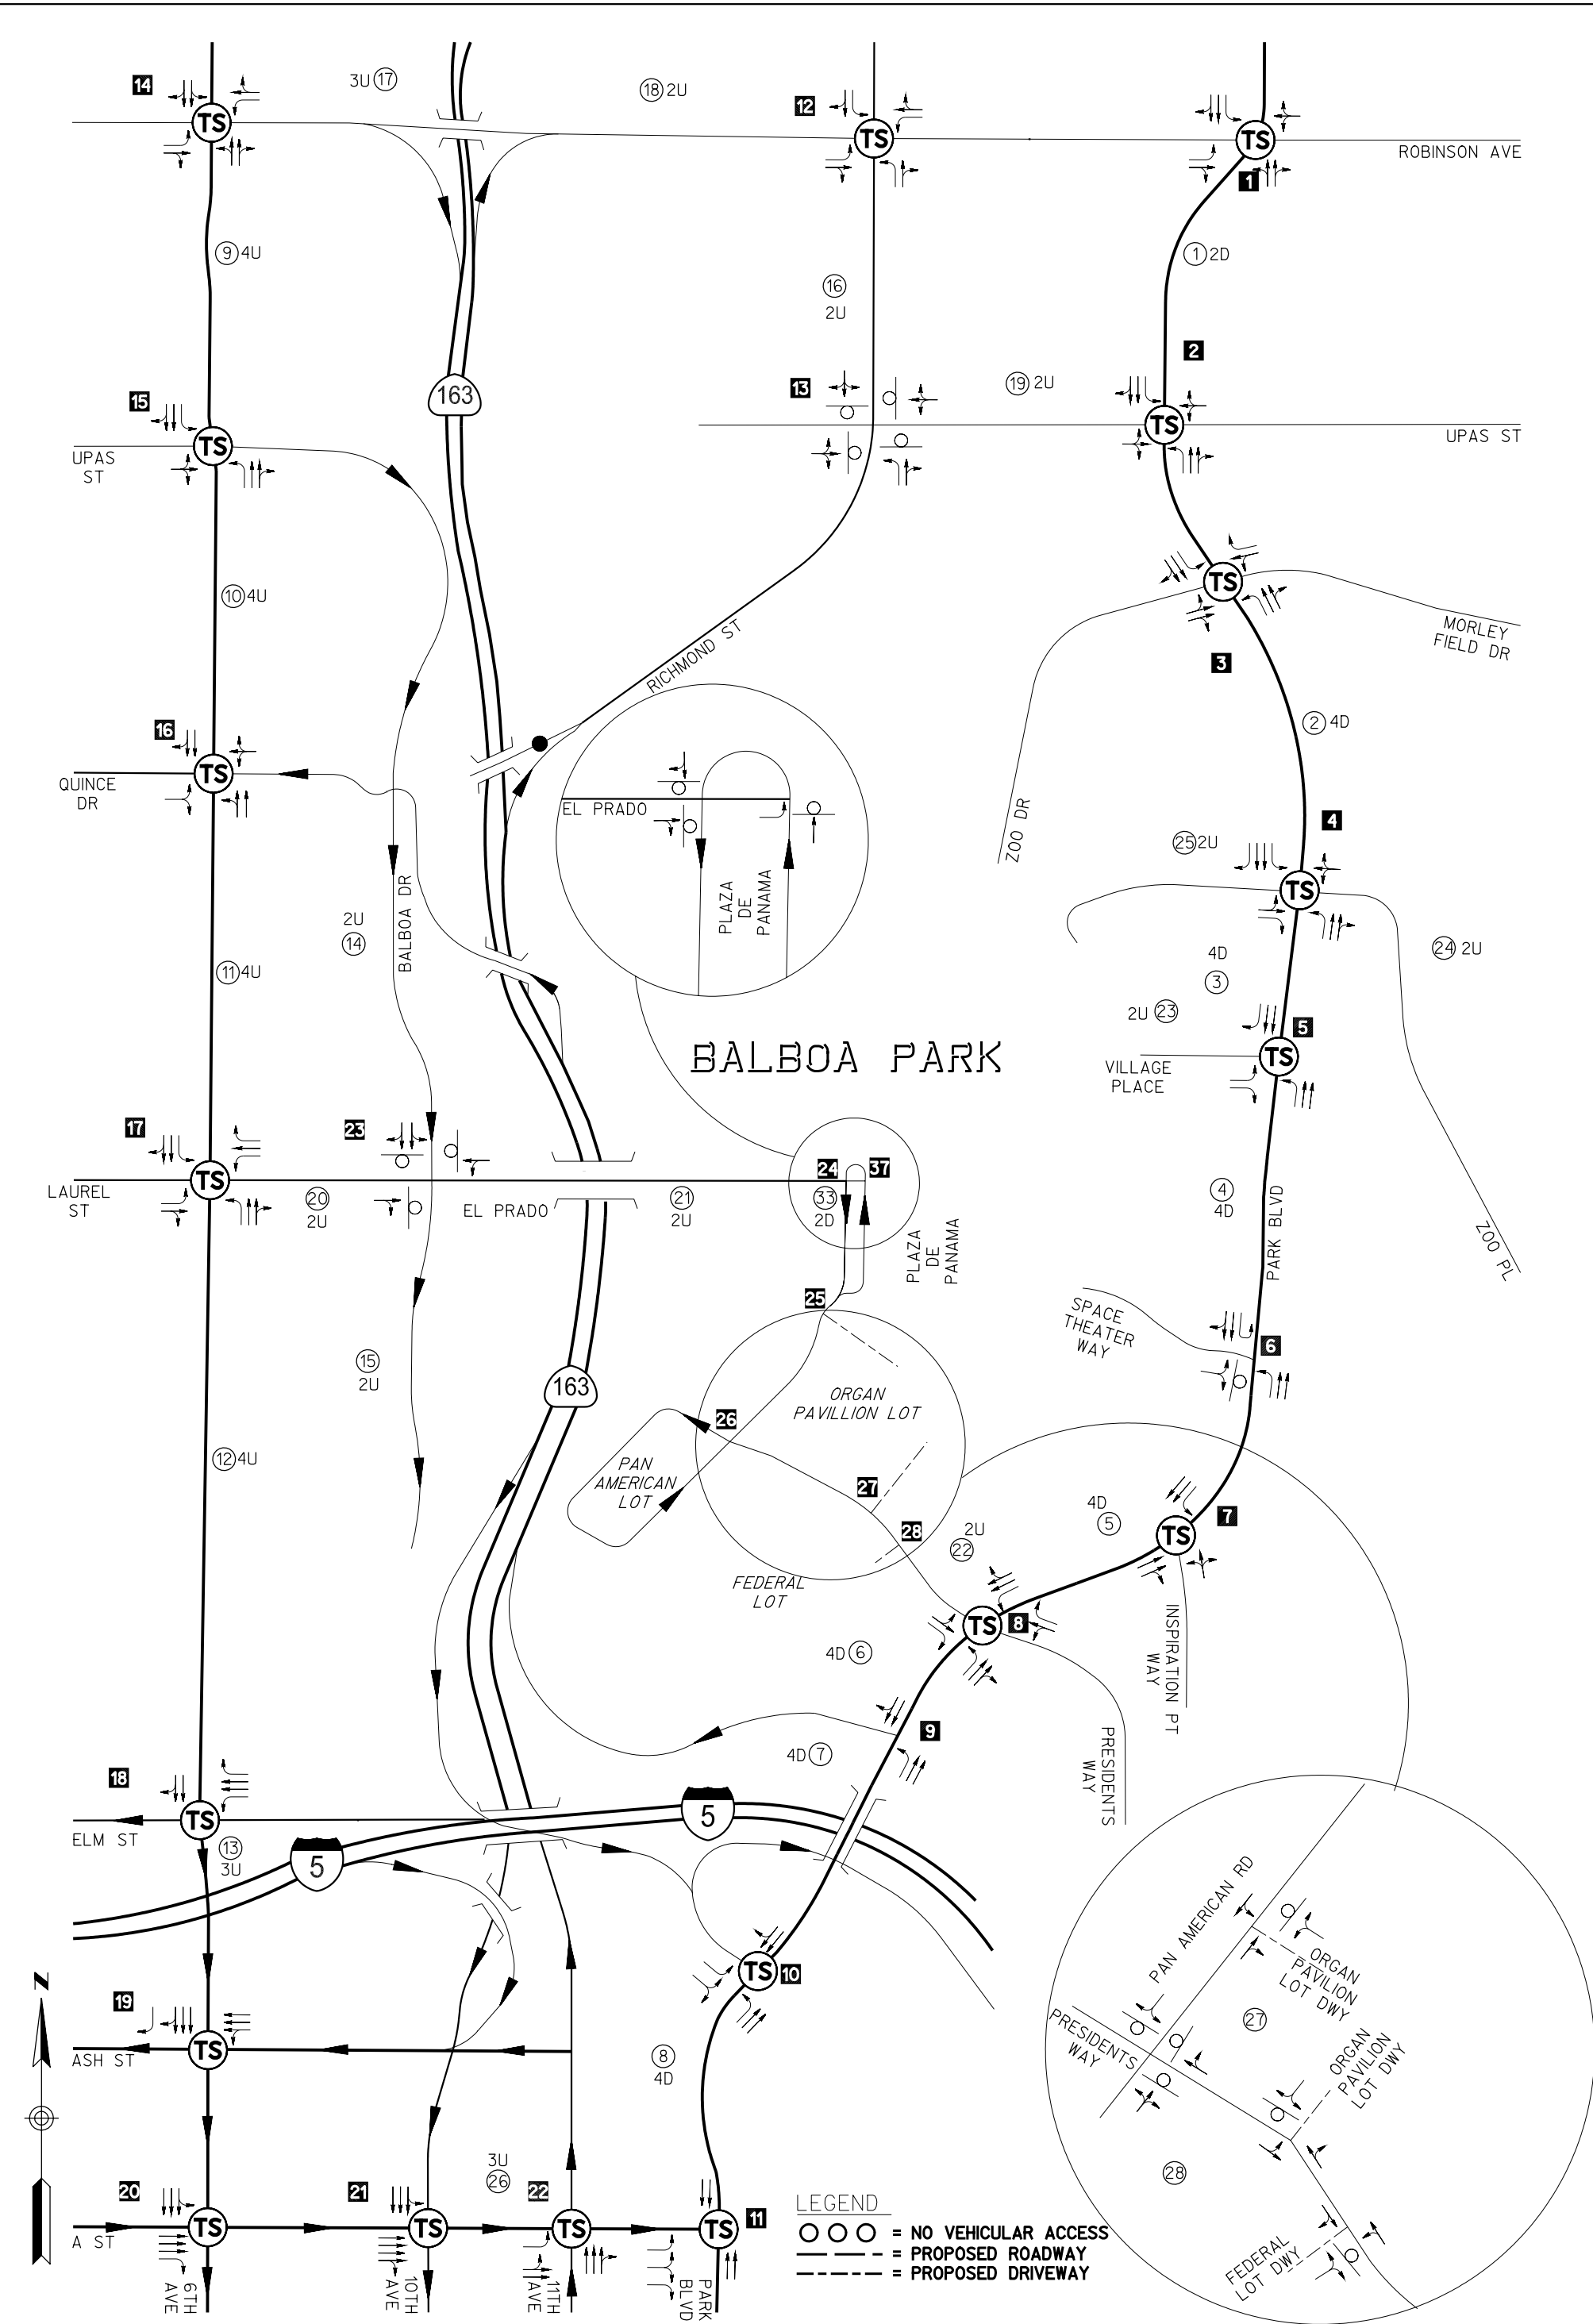 14
3U 17
18 2U
12
TS
TS
TS
ROBINSON AVE
1
9 4U
1 2D
16
2U
2
15
163
13
19 2U
TS
TS
UPAS
ST
UPAS ST
TS
10 4U
MORLEY
FIELD DR
3
RICHMOND ST
2 4D
16
TS
QUINCE
DR
EL PRADO
ZOO DR
4
25 2U
TS
PLAZA
DE
PANAMA
2U
14
BALBOA DR
4D
3
24 2U
11 4U
2U 23
5
BALBOA PARK
TS
VILLAGE
PLACE
17
23
24
37
TS
LAUREL
ST
20
2U
EL PRADO
21
2U
33
2D
4
4D
PARK BLVD
PLAZA
DE
PANAMA
ZOO PL
25
SPACE
THEATER
WAY
6
15
2U
163
ORGAN
PAVILLION LOT
26
12 4U
PAN
AMERICAN
LOT
27
4D
5
7
TS
28
2U
22
FEDERAL
LOT
TS
8
INSPIRATION PT
WAY
4D 6
9
PRESIDENTS
WAY
4D 7
18
TS
ELM ST
13
3U
5
5
PAN AMERICAN RD
ORGAN
PAVILION
LOT DWY
TS
10
N
19
TS
ASH ST
PRESIDENTS
WAY
27
ORGAN
PAVILION
LOT DWY
8
4D
3U
26
28
20
21
22
11
TS
TS
TS
TS
A ST
6TH
AVE
10TH
AVE
11TH
AVE
PARK
BLVD
FEDERAL
LOT DWY
LEGEND
= NO VEHICULAR ACCESS
= PROPOSED ROADWAY
= PROPOSED DRIVEWAY